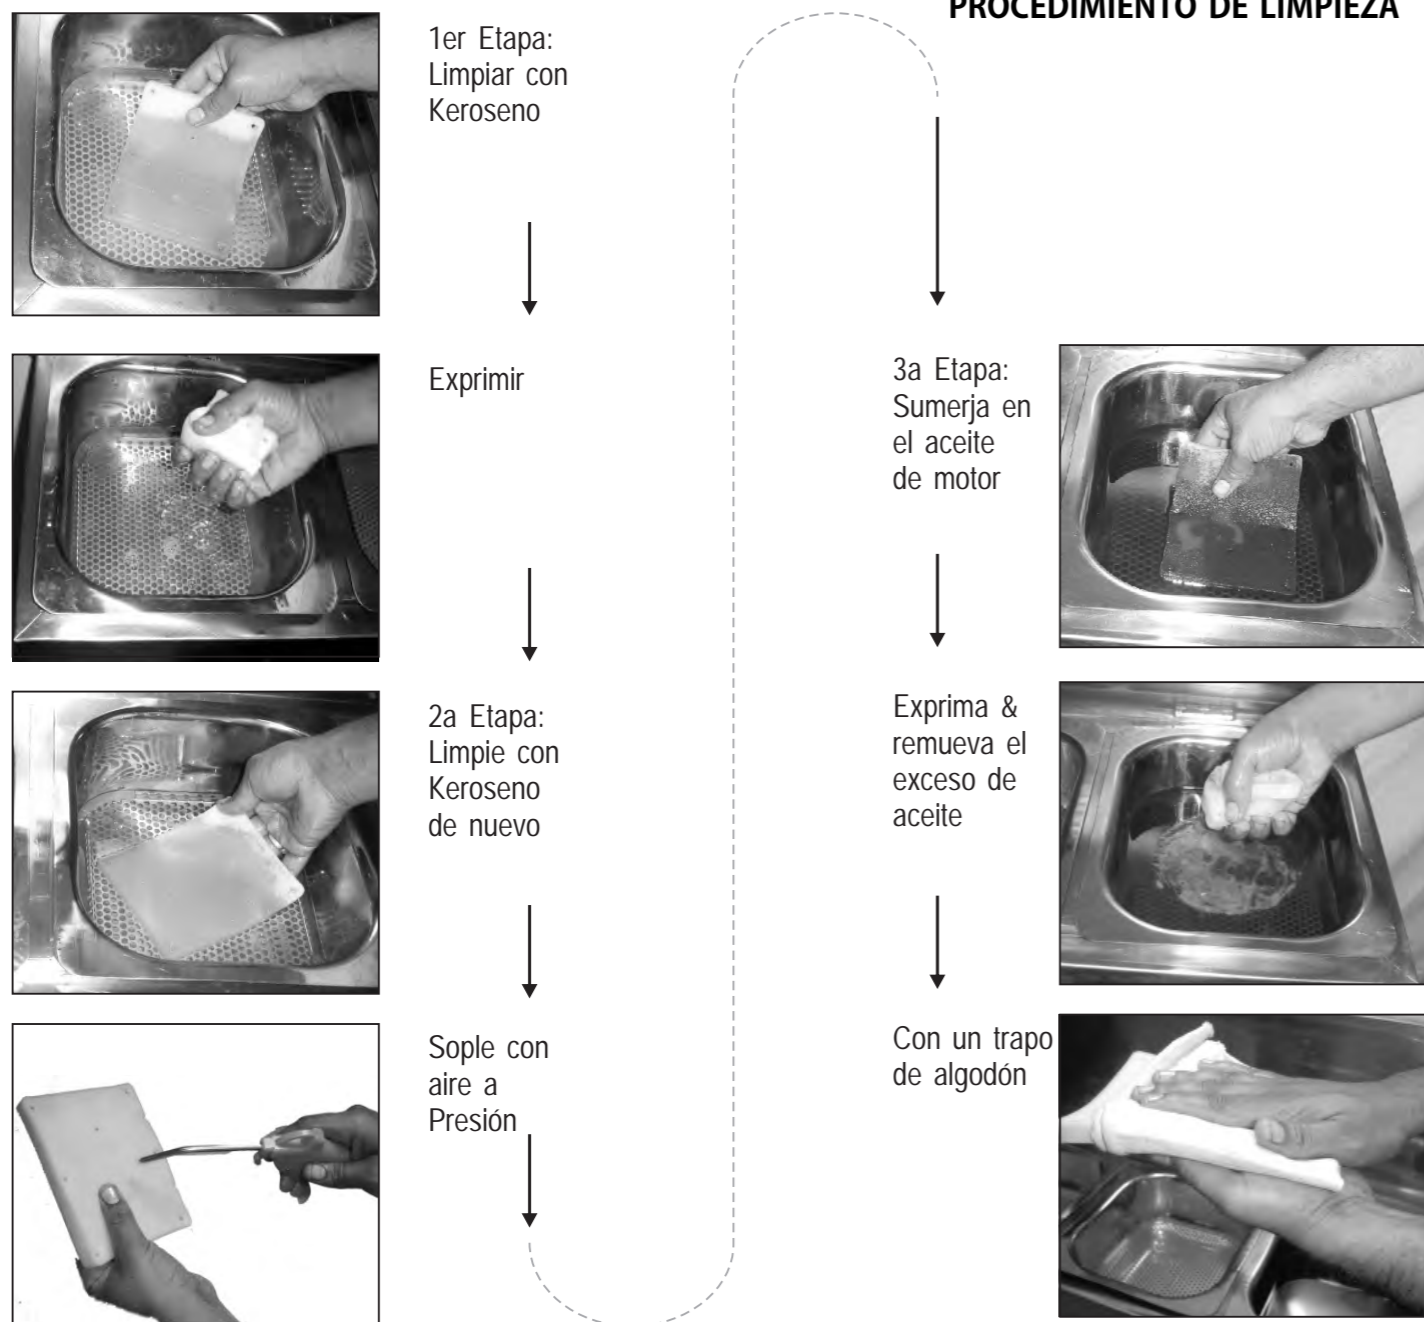 PROCEDIMIENTO DE LIMPIEZA
1er Etapa:
Limpiar con
Keroseno
Exprimir
2a Etapa:
Limpie con
Keroseno
de nuevo
Sople con
aire a
Presión
3a Etapa:
Sumerja en
el aceite
de motor
Exprima &
remueva el
exceso de
aceite
Con un trapo
de algodón